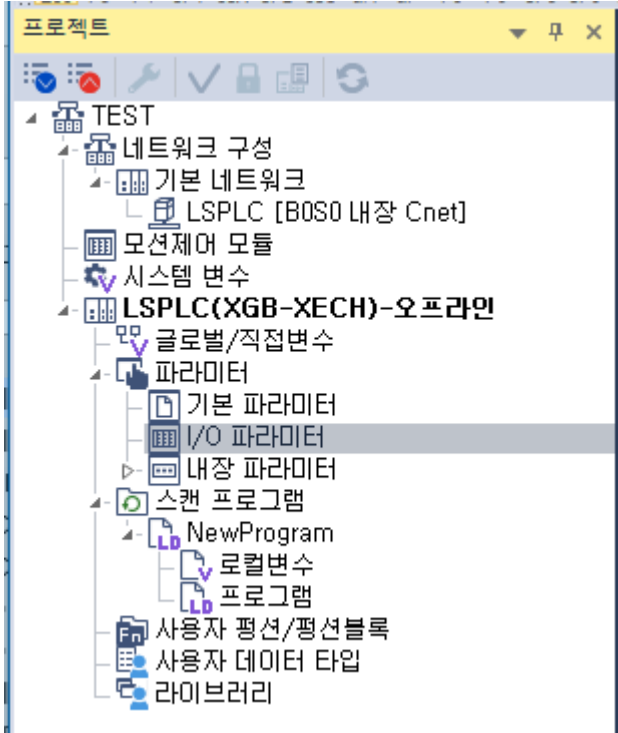 프로젝트
TEST
네트워크 구성
기본 네트워크
LSPLC [B0S0 내장 Cnet]
모션제어 모듈
시스템 변수
LSPLC(XGB-XECH)-오프라인
글로벌/직접변수
파라미터
기본 파라미터
I/O 파라미터
내장 파라미터
스캔 프로그램
NewProgram
로컬변수
프로그램
사용자 펑션/펑션블록
사용자 데이터 타입
라이브러리